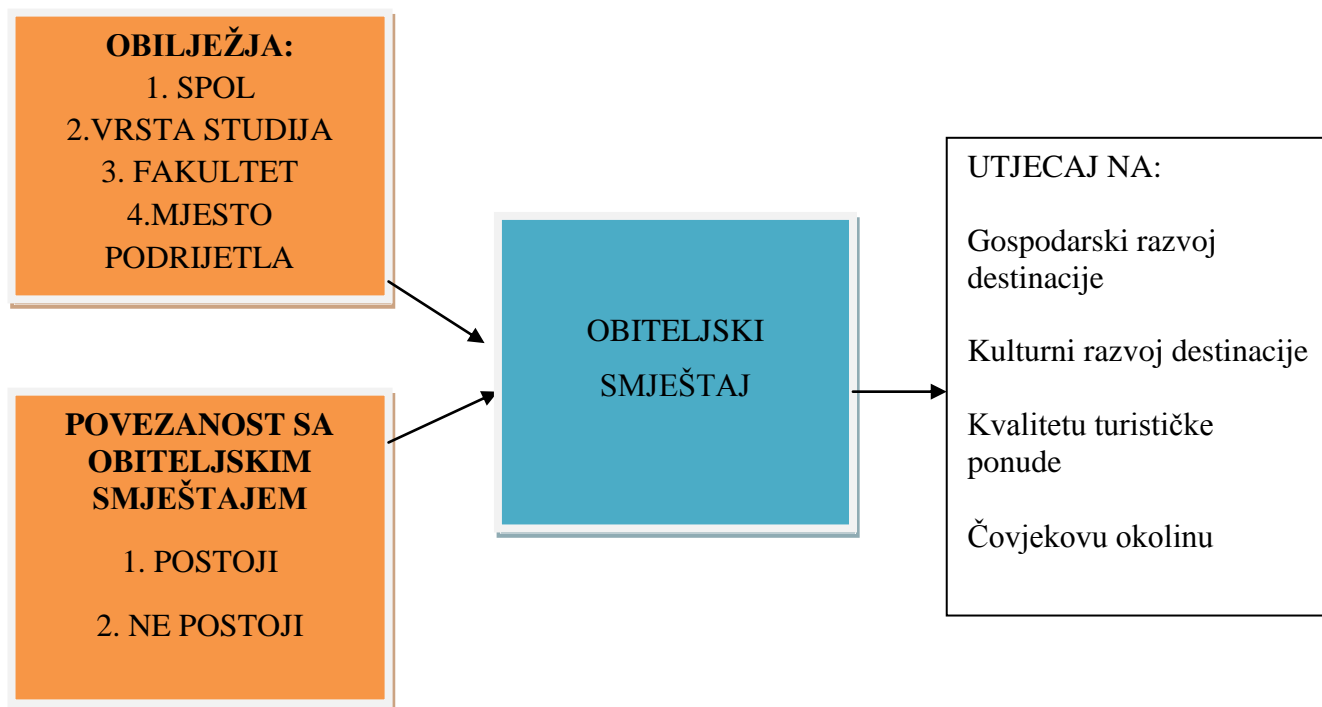 OBILJEŽJA:
1. SPOL
2.VRSTA STUDIJA
3. FAKULTET
4.MJESTO
PODRIJETLA
POVEZANOST SA
OBITELJSKIM
SMJEŠTAJEM
1. POSTOJI
2. NE POSTOJI
OBITELJSKI
SMJEŠTAJ
UTJECAJ NA:
Gospodarski razvoj
destinacije
Kulturni razvoj destinacije
Kvalitetu turističke
ponude
Čovjekovu okolinu